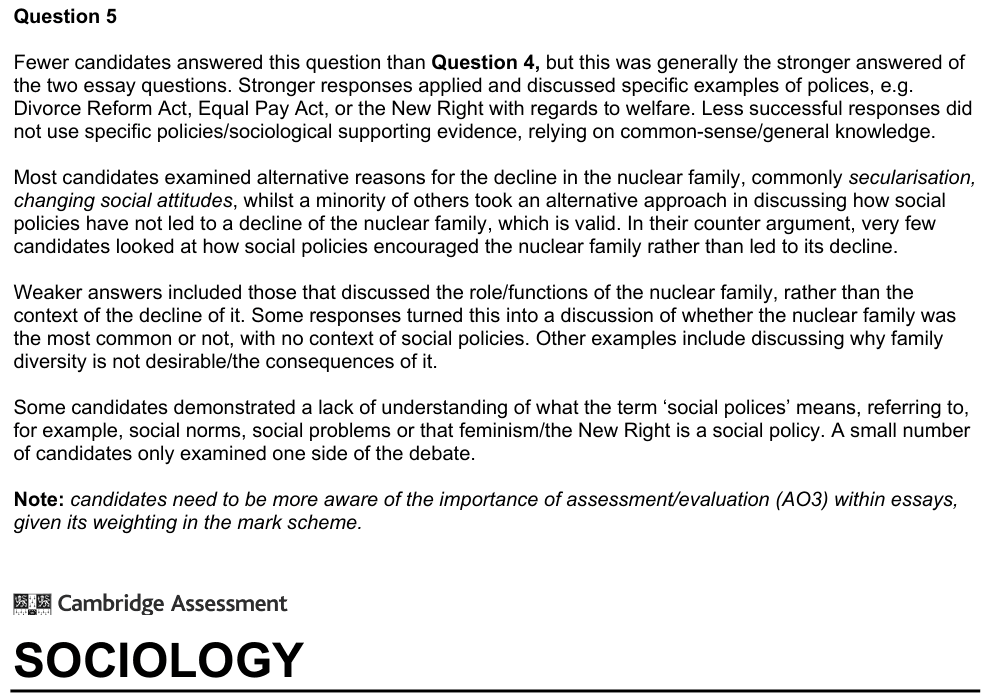 Question 5
Fewer candidates answered this question than Question 4, but this was generally the stronger answered of
the two essay questions. Stronger responses applied and discussed specific examples of polices, e.g.
Divorce Reform Act, Equal Pay Act, or the New Right with regards to welfare. Less successful responses did
not use specific policies/sociological supporting evidence, relying on common-sense/general knowledge.
Most candidates examined alternative reasons for the decline in the nuclear family, commonly secularisation,
changing social attitudes, whilst a minority of others took an alternative approach in discussing how social
policies have not led to a decline of the nuclear family, which is valid. In their counter argument, very few
candidates looked at how social policies encouraged the nuclear family rather than led to its decline.
Weaker answers included those that discussed the role/functions of the nuclear family, rather than the
context of the decline of it. Some responses turned this into a discussion of whether the nuclear family was
the most common or not, with no context of social policies. Other examples include discussing why family
diversity is not desirable/the consequences of it.
Some candidates demonstrated a lack of understanding of what the term ‘social polices’ means, referring to,
for example, social norms, social problems or that feminism/the New Right is a social policy. A small number
of candidates only examined one side of the debate.
Note: candidates need to be more aware of the importance of assessment/evaluation (AO3) within essays,
given its weighting in the mark scheme.
Cambridge Assessment
SOCIOLOGY